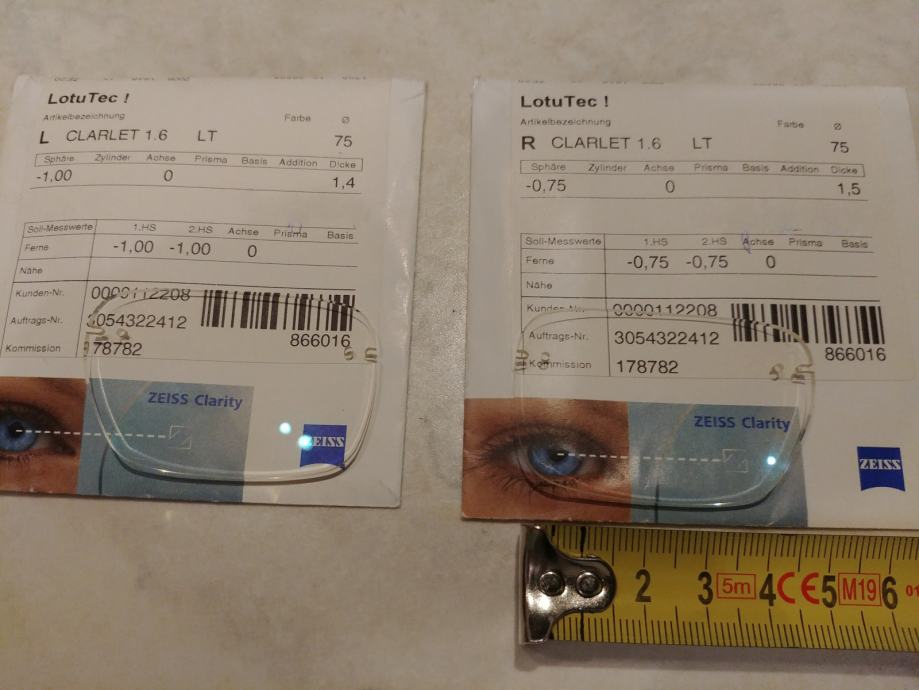 LotuTec !
Artikelbezeichnung Farbe ⌀
L CLARLET 1.6 LT 75
Sphäre Zylinder Achse Prisma Basis Addition Dicke
-1,00 0 1,4
Soll-Messwerte 1.HS 2.HS Achse Prisma Basis
Ferne -1,00 -1,00 0
Nähe
Kunden-Nr. 0000112208
Auftrags-Nr. 3054322412
866016
Kommission 178782
ZEISS Clarity
ZEISS
LotuTec !
Artikelbezeichnung Farbe ⌀
R CLARLET 1.6 LT 75
Sphäre Zylinder Achse Prisma Basis Addition Dicke
-0,75 0 1,5
Soll-Messwerte 1.HS 2.HS Achse Prisma Basis
Ferne -0,75 -0,75 0
Nähe
Kunden-Nr. 0000112208
Auftrags-Nr. 3054322412
866016
Kommission 178782
ZEISS Clarity
ZEISS
2 3 5m 4 CE 5 M19 6 01